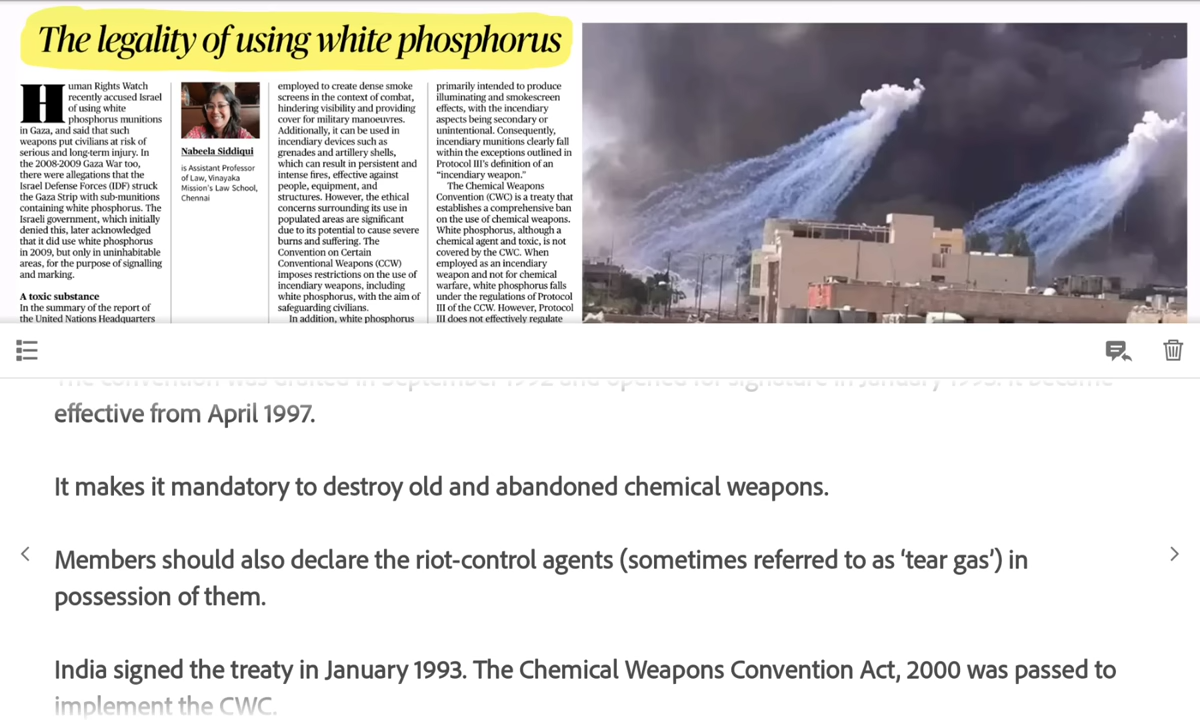 The legality of using white phosphorus
Human Rights Watch
recently accused Israel
of using white
phosphorus munitions
in Gaza, and said that such
weapons put civilians at risk of
serious and long-term injury. In
the 2008-2009 Gaza War too,
there were allegations that the
Israel Defense Forces (IDF) struck
the Gaza Strip with sub-munitions
containing white phosphorus. The
Israeli government, which initially
denied this, later acknowledged
that it did use white phosphorus
in 2009, but only in uninhabitable
areas, for the purpose of signalling
and marking.
A toxic substance
In the summary of the report of
the United Nations Headquarters
Nabeela Siddiqui
is Assistant Professor
of Law, Vinayaka
Mission's Law School,
Chennai
employed to create dense smoke
screens in the context of combat,
hindering visibility and providing
cover for military manoeuvres.
Additionally, it can be used in
incendiary devices such as
grenades and artillery shells,
which can result in persistent and
intense fires, effective against
people, equipment, and
structures. However, the ethical
concerns surrounding its use in
populated areas are significant
due to its potential to cause severe
burns and suffering. The
Convention on Certain
Conventional Weapons (CCW)
imposes restrictions on the use of
incendiary weapons, including
white phosphorus, with the aim of
safeguarding civilians.
In addition, white phosphorus
primarily intended to produce
illuminating and smokescreen
effects, with the incendiary
aspects being secondary or
unintentional. Consequently,
incendiary munitions clearly fall
within the exceptions outlined in
Protocol III's definition of an
"incendiary weapon."
The Chemical Weapons
Convention (CWC) is a treaty that
establishes a comprehensive ban
on the use of chemical weapons.
White phosphorus, although a
chemical agent and toxic, is not
covered by the CWC. When
employed as an incendiary
weapon and not for chemical
warfare, white phosphorus falls
under the regulations of Protocol
III of the CCW. However, Protocol
III does not effectively regulate
effective from April 1997.
It makes it mandatory to destroy old and abandoned chemical weapons.
Members should also declare the riot-control agents (sometimes referred to as 'tear gas') in
possession of them.
India signed the treaty in January 1993. The Chemical Weapons Convention Act, 2000 was passed to
implement the CWC.